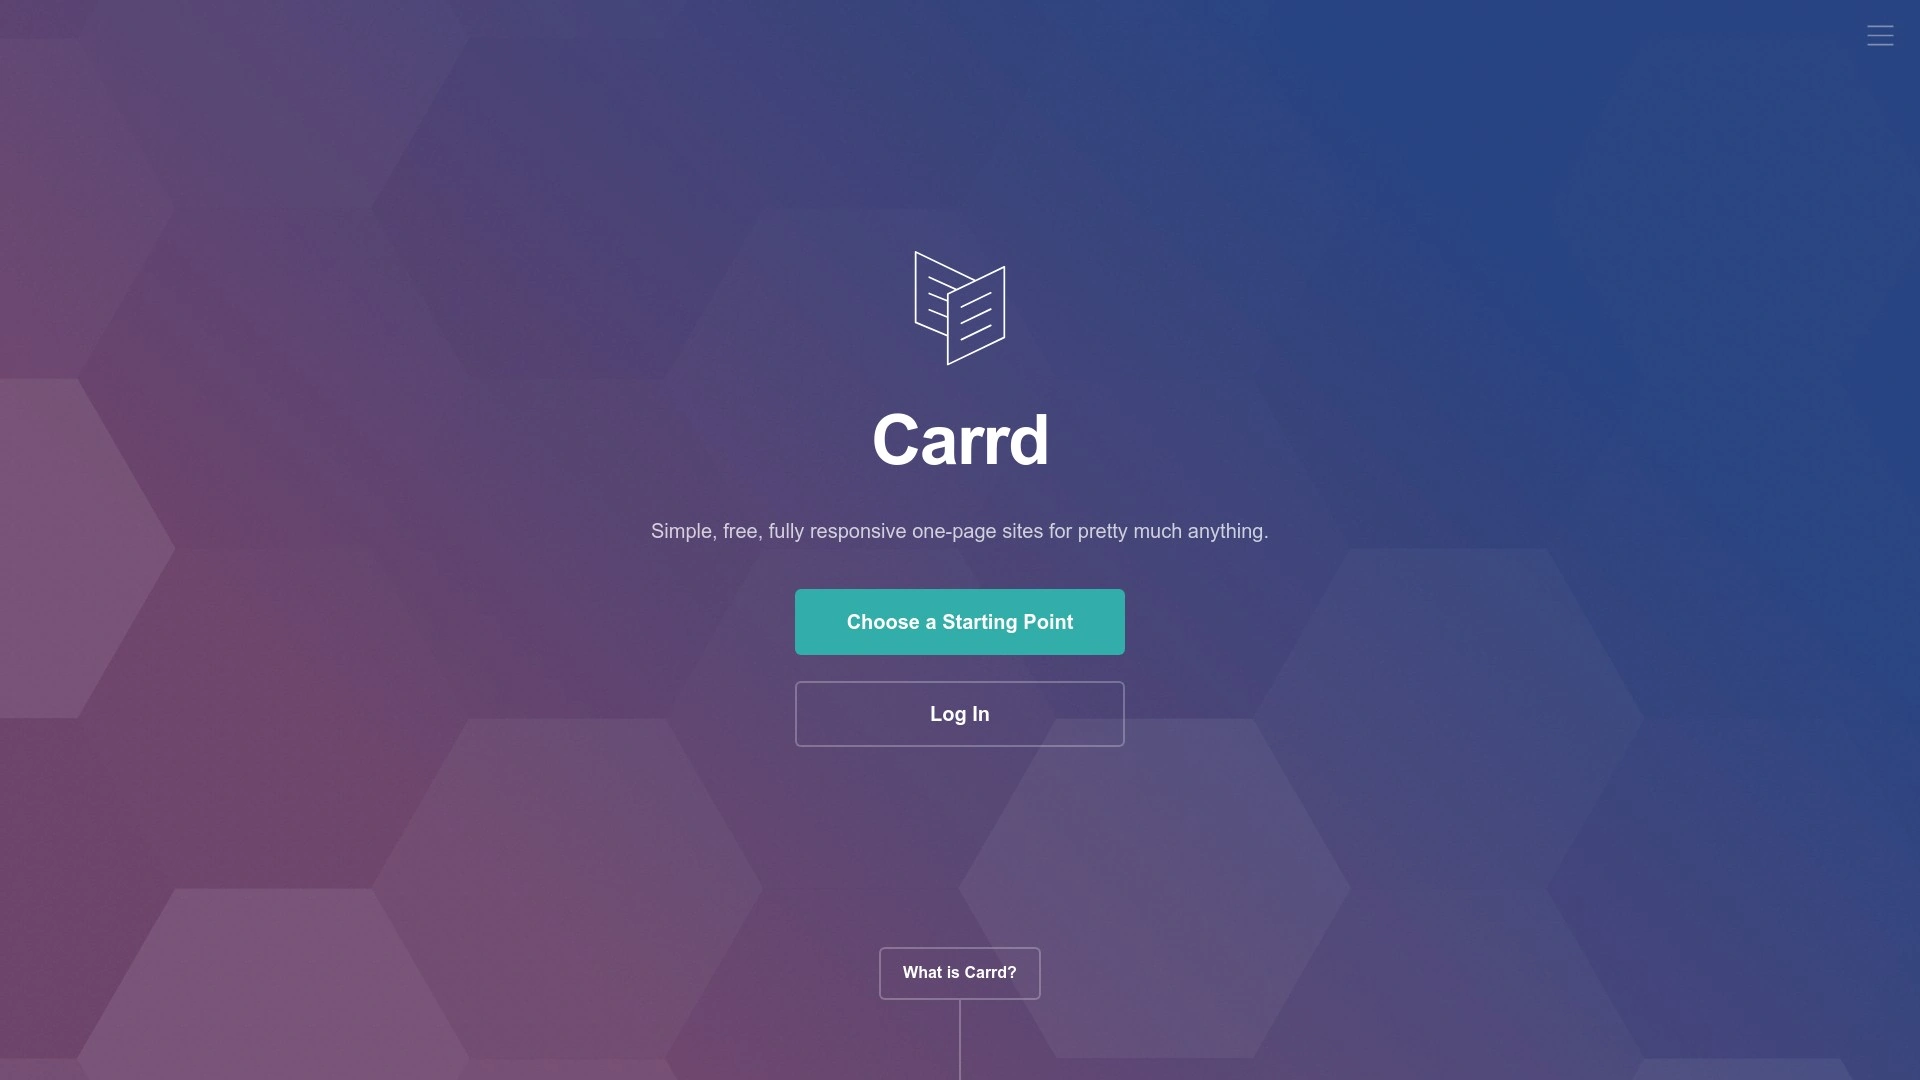 Carrd
Simple, free, fully responsive one-page sites for pretty much anything.
Choose a Starting Point
Log In
What is Carrd?